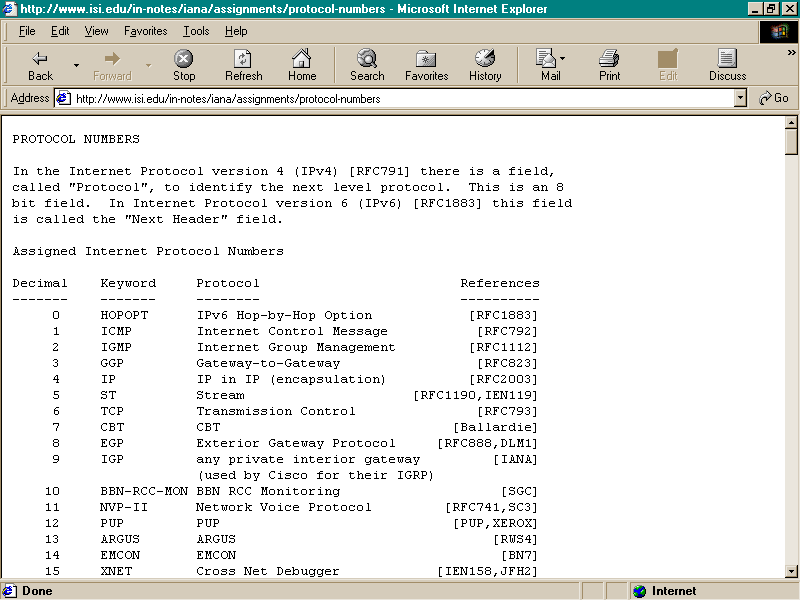 http://www.isi.edu/in-notes/iana/assignments/protocol-numbers - Microsoft Internet Explorer
File Edit View Favorites Tools Help
Back Forward Stop Refresh Home Search Favorites History Mail Print Edit Discuss
Address http://www.isi.edu/in-notes/iana/assignments/protocol-numbers Go
PROTOCOL NUMBERS
In the Internet Protocol version 4 (IPv4) [RFC791] there is a field,
called "Protocol", to identify the next level protocol.  This is an 8
bit field.  In Internet Protocol version 6 (IPv6) [RFC1883] this field
is called the "Next Header" field.
Assigned Internet Protocol Numbers
Decimal    Keyword     Protocol                         References
-------    -------     --------                         ----------
0     HOPOPT      IPv6 Hop-by-Hop Option            [RFC1883]
1     ICMP        Internet Control Message           [RFC792]
2     IGMP        Internet Group Management         [RFC1112]
3     GGP         Gateway-to-Gateway                 [RFC823]
4     IP          IP in IP (encapsulation)          [RFC2003]
5     ST          Stream                     [RFC1190,IEN119]
6     TCP         Transmission Control               [RFC793]
7     CBT         CBT                             [Ballardie]
8     EGP         Exterior Gateway Protocol     [RFC888,DLM1]
9     IGP         any private interior gateway         [IANA]
(used by Cisco for their IGRP)
10     BBN-RCC-MON BBN RCC Monitoring                    [SGC]
11     NVP-II      Network Voice Protocol         [RFC741,SC3]
12     PUP         PUP                             [PUP,XEROX]
13     ARGUS       ARGUS                                [RWS4]
14     EMCON       EMCON                                 [BN7]
15     XNET        Cross Net Debugger            [IEN158,JFH2]
Done Internet